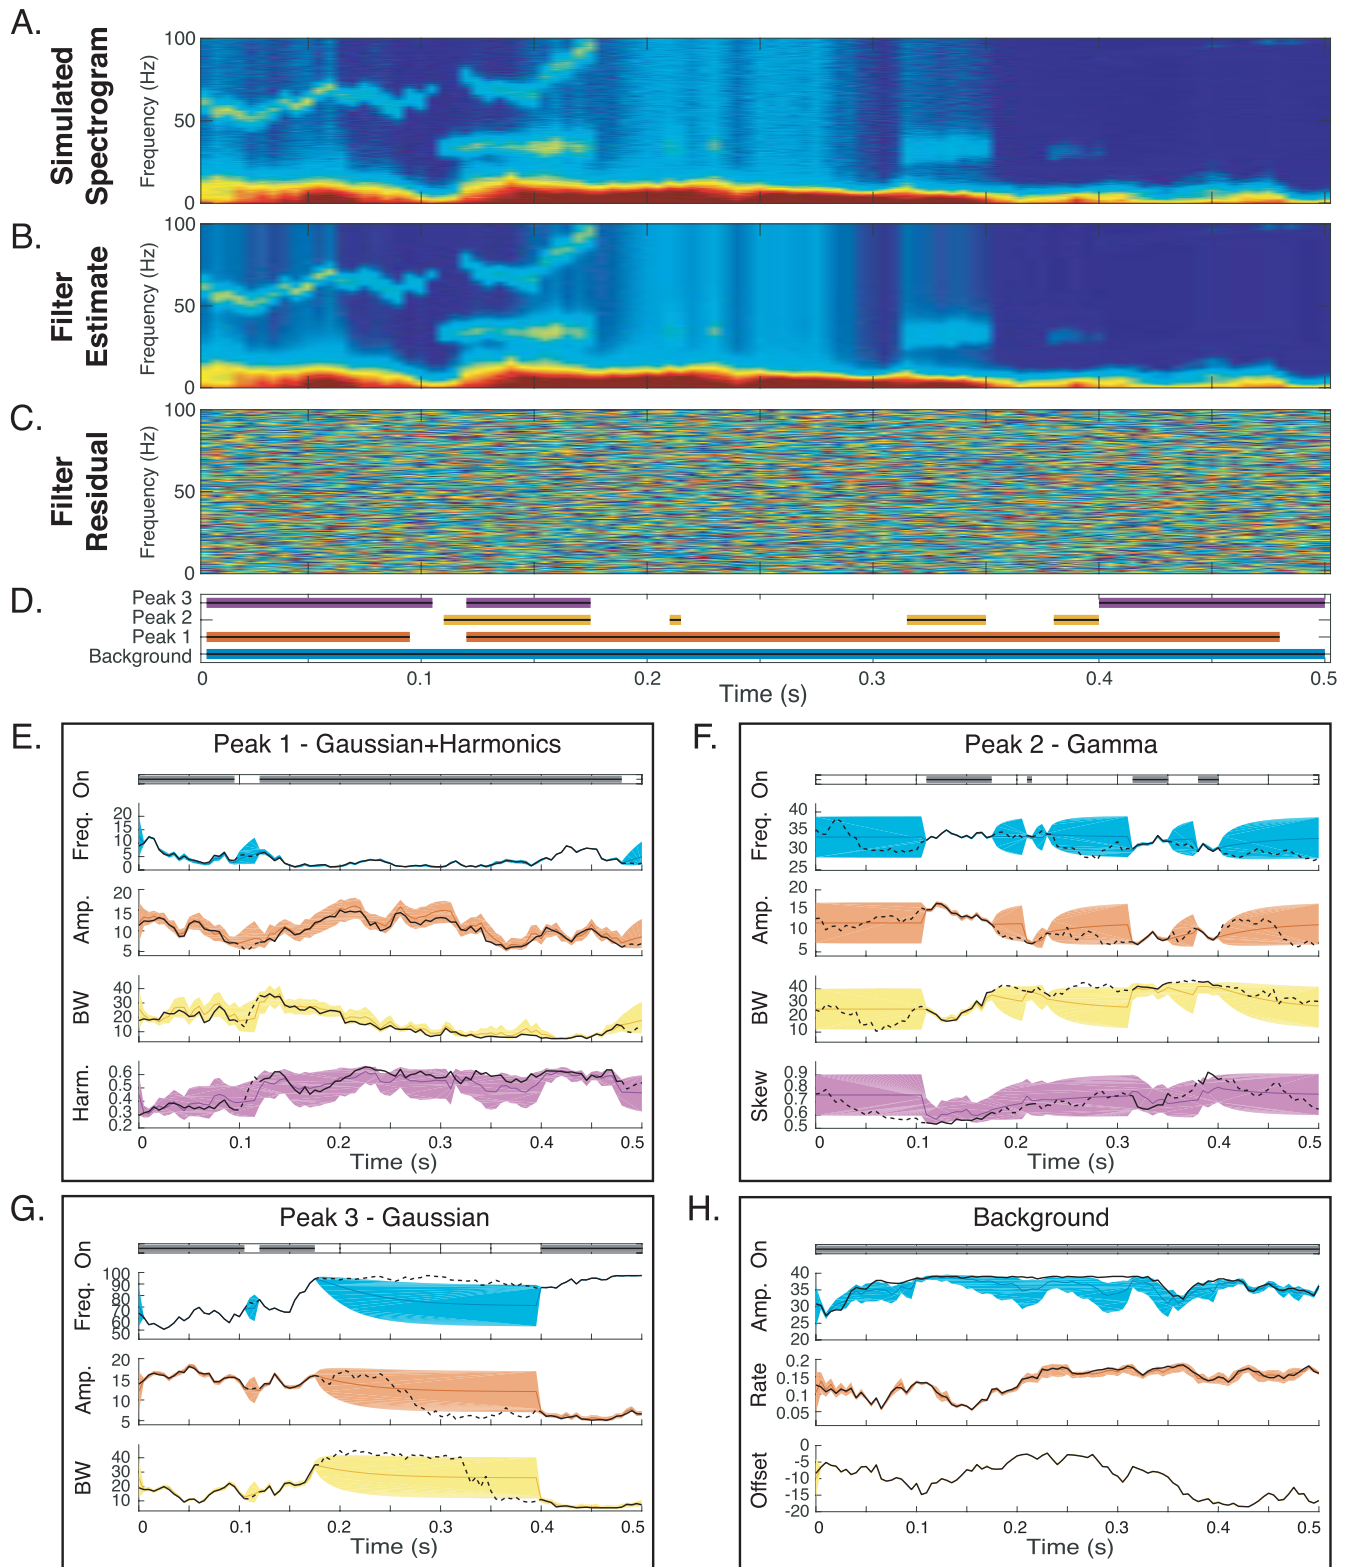 A.
Simulated
Spectrogram
Frequency (Hz)
100
50
0
B.
Filter
Estimate
Frequency (Hz)
100
50
0
C.
Filter
Residual
Frequency (Hz)
100
50
0
D.
Peak 3
Peak 2
Peak 1
Background
0 0.1 0.2 0.3 0.4 0.5
Time (s)
E.
Peak 1 - Gaussian+Harmonics
On
Freq.
20
15
10
5
0
Amp.
20
15
10
5
BW
40
30
20
10
Harm.
0.6
0.5
0.4
0.3
0.2
0 0.1 0.2 0.3 0.4 0.5
Time (s)
F.
Peak 2 - Gamma
On
Freq.
40
35
30
25
Amp.
20
15
10
5
BW
40
30
20
10
Skew
0.9
0.8
0.7
0.6
0.5
0 0.1 0.2 0.3 0.4 0.5
Time (s)
G.
Peak 3 - Gaussian
On
Freq.
100
90
80
70
60
50
Amp.
20
15
10
5
BW
40
30
20
10
0 0.1 0.2 0.3 0.4 0.5
Time (s)
H.
Background
On
Amp.
40
35
30
25
20
Rate
0.2
0.15
0.1
0.05
Offset
0
-5
-10
-15
-20
0 0.1 0.2 0.3 0.4 0.5
Time (s)